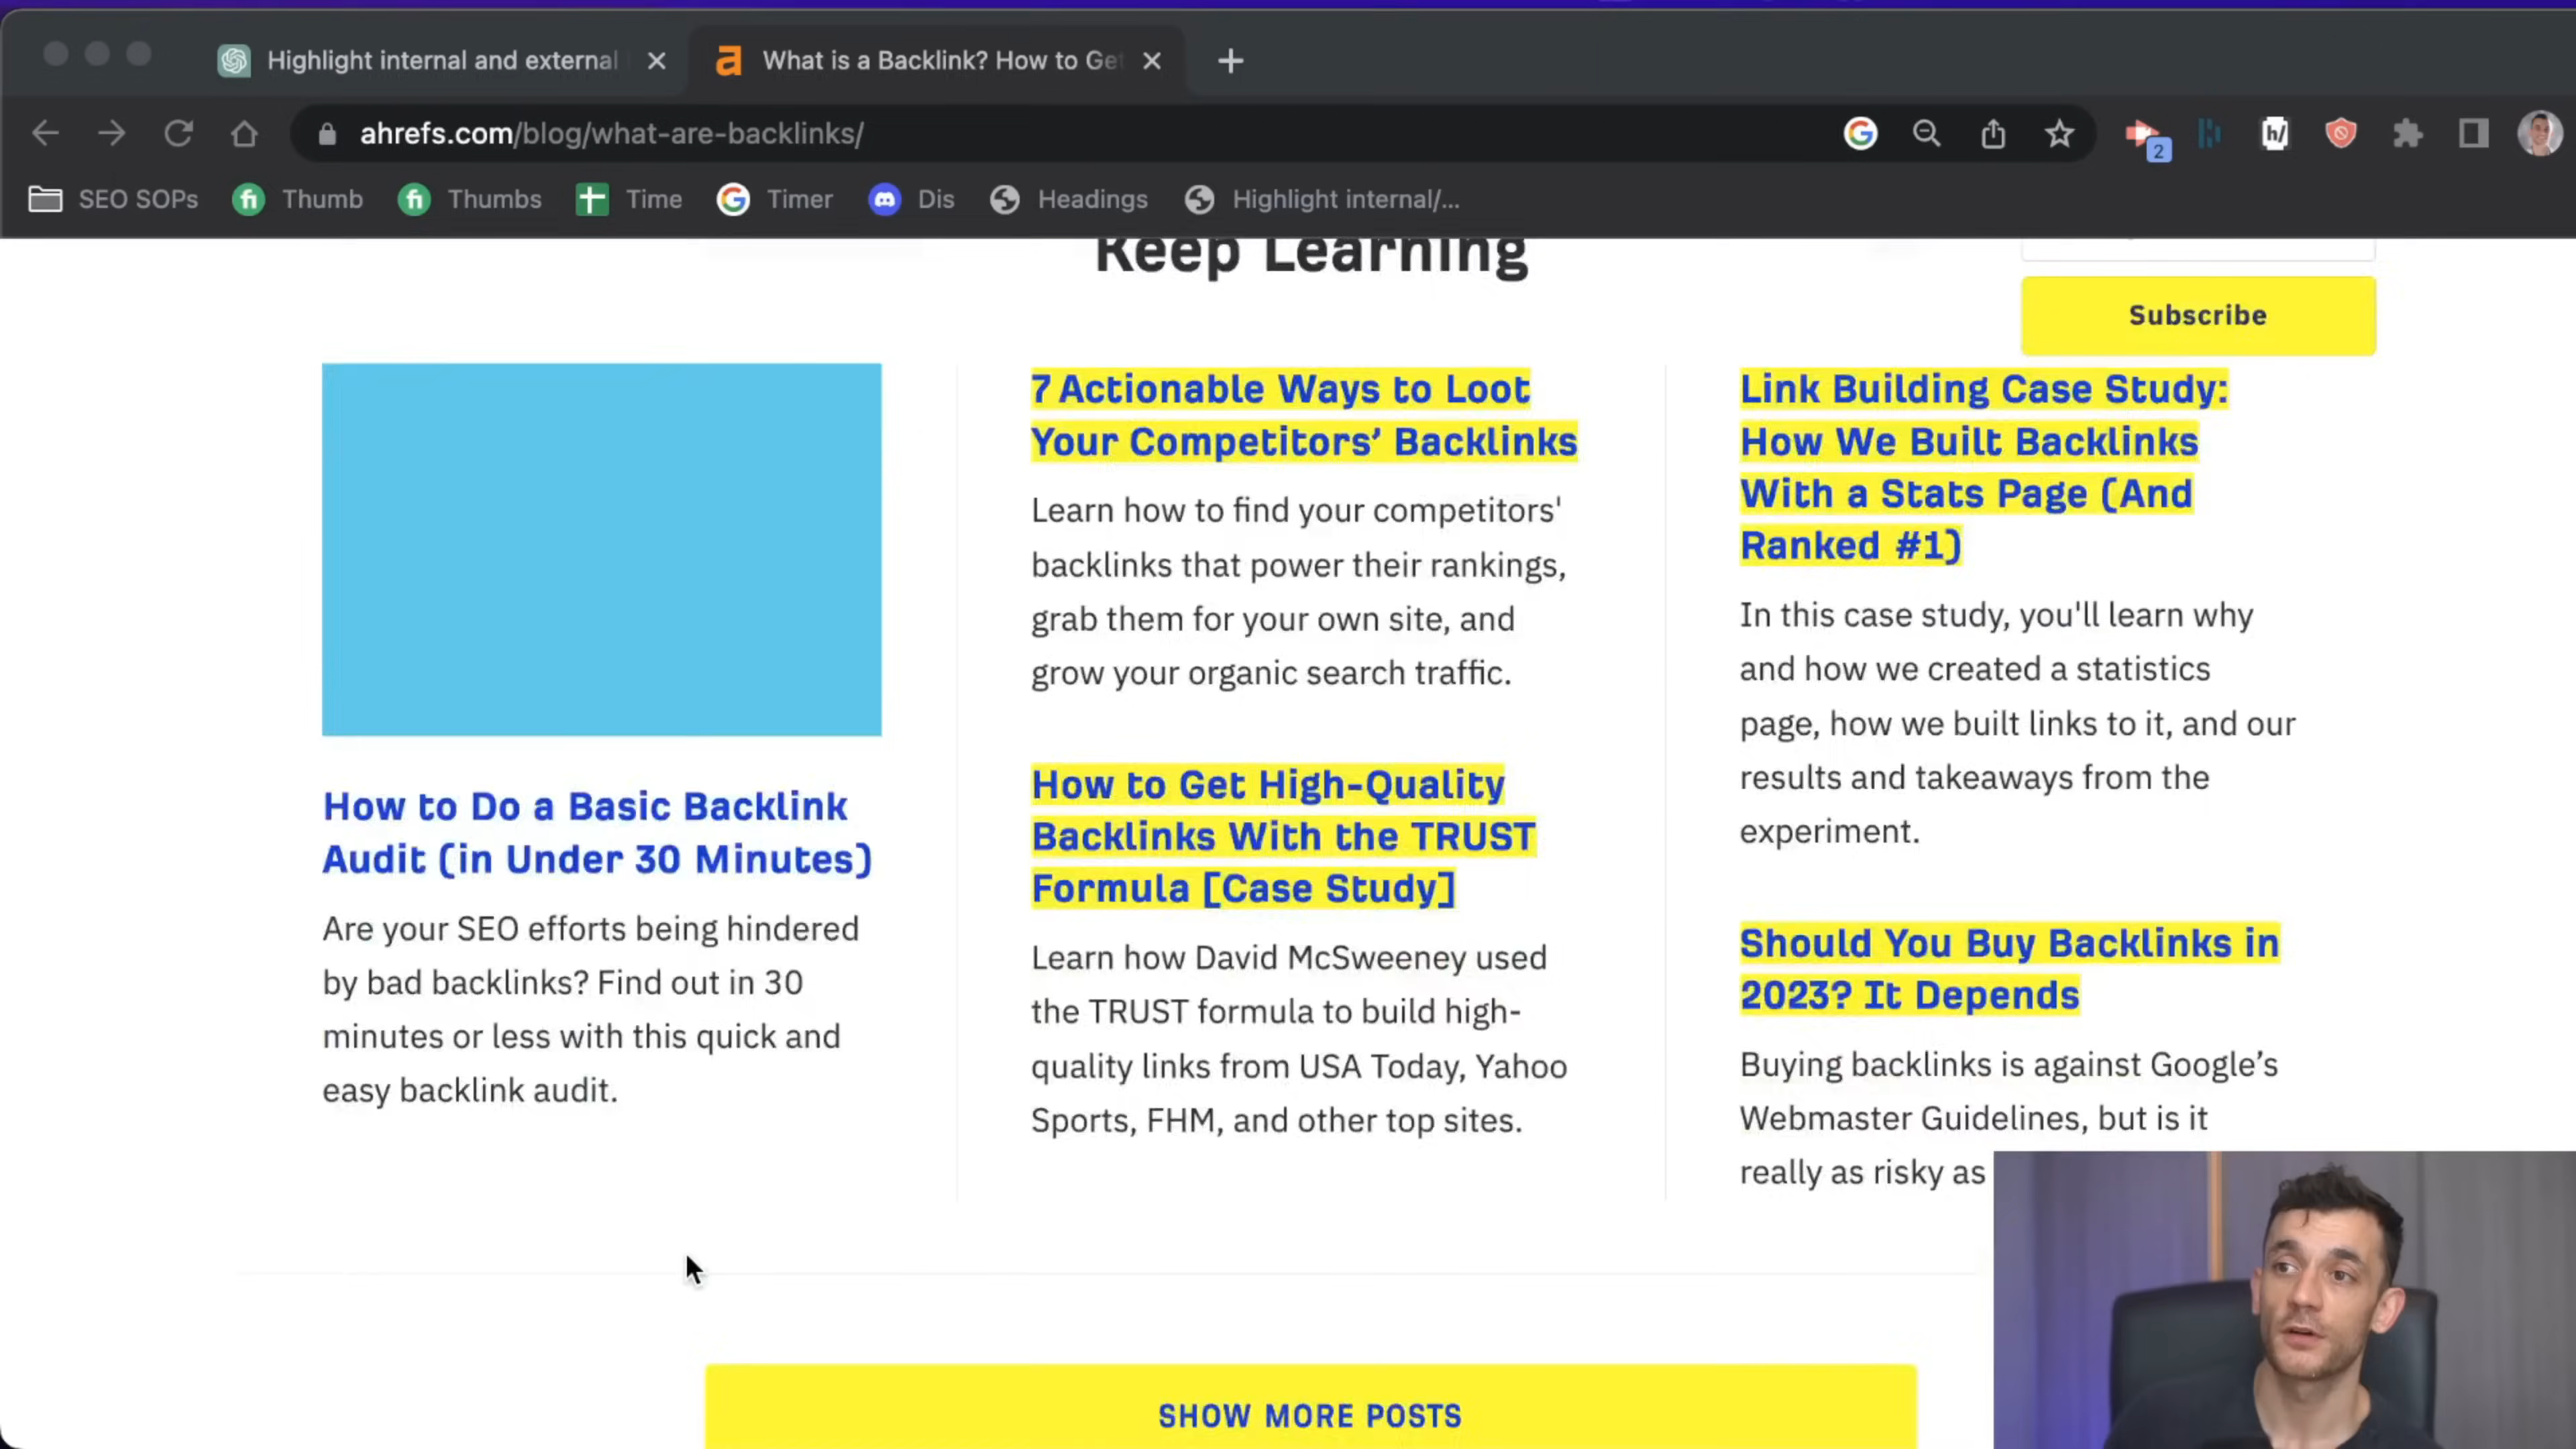 Highlight internal and external
What is a Backlink? How to Get
ahrefs.com/blog/what-are-backlinks/
2
h/
SEO SOPs
Thumb
Thumbs
Time
Timer
Dis
Headings
Highlight internal/...
Keep Learning
Subscribe
How to Do a Basic Backlink
Audit (in Under 30 Minutes)
Are your SEO efforts being hindered
by bad backlinks? Find out in 30
minutes or less with this quick and
easy backlink audit.
7 Actionable Ways to Loot
Your Competitors’ Backlinks
Learn how to find your competitors'
backlinks that power their rankings,
grab them for your own site, and
grow your organic search traffic.
How to Get High-Quality
Backlinks With the TRUST
Formula [Case Study]
Learn how David McSweeney used
the TRUST formula to build high-
quality links from USA Today, Yahoo
Sports, FHM, and other top sites.
Link Building Case Study:
How We Built Backlinks
With a Stats Page (And
Ranked #1)
In this case study, you'll learn why
and how we created a statistics
page, how we built links to it, and our
results and takeaways from the
experiment.
Should You Buy Backlinks in
2023? It Depends
Buying backlinks is against Google’s
Webmaster Guidelines, but is it
really as risky as
SHOW MORE POSTS